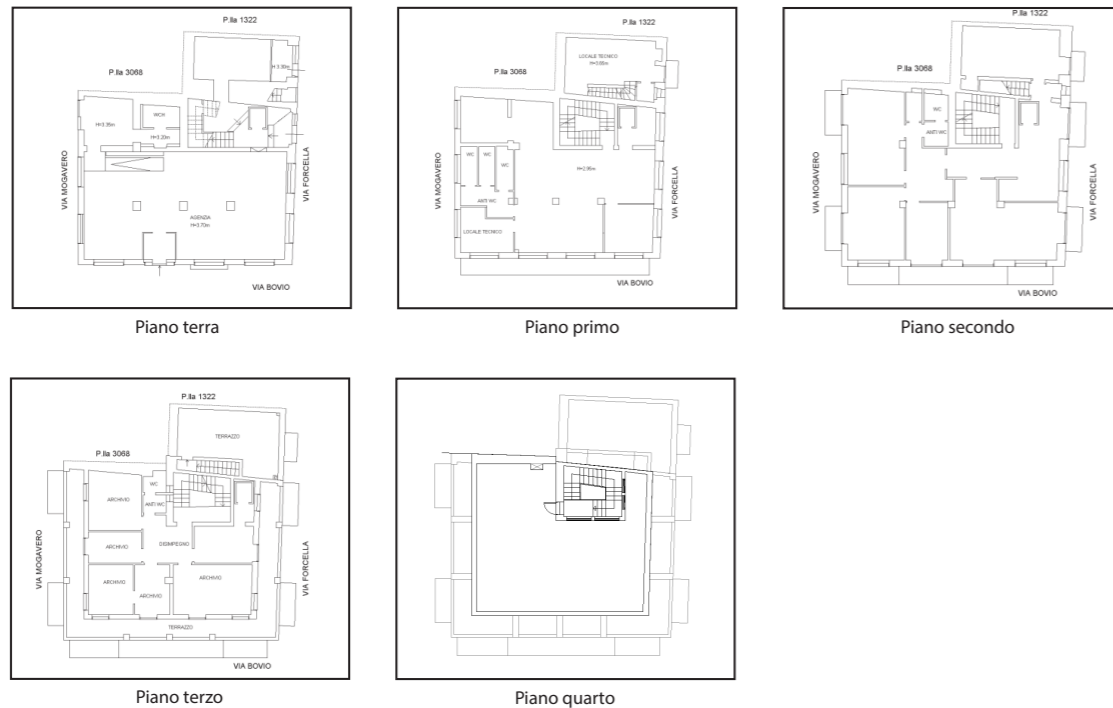 P.lla 1322
P.lla 3068
H 3.30m
H=3.35m
WCH
H=3.20m
VIA MOGAVERO
VIA FORCELLA
AGENZIA
H=3.70m
VIA BOVIO
Piano terra
P.lla 1322
LOCALE TECNICO
H=3.00m
P.lla 3068
WC
WC
WC
H=2.95m
VIA MOGAVERO
VIA FORCELLA
ANTI WC
LOCALE TECNICO
VIA BOVIO
Piano primo
P.lla 1322
P.lla 3068
WC
ANTI WC
VIA MOGAVERO
VIA FORCELLA
VIA BOVIO
Piano secondo
P.lla 1322
TERRAZZO
P.lla 3068
WC
ARCHIVIO
ANTI WC
VIA MOGAVERO
ARCHIVIO
DISIMPEGNO
VIA FORCELLA
ARCHIVIO
ARCHIVIO
ARCHIVIO
TERRAZZO
VIA BOVIO
Piano terzo
Piano quarto